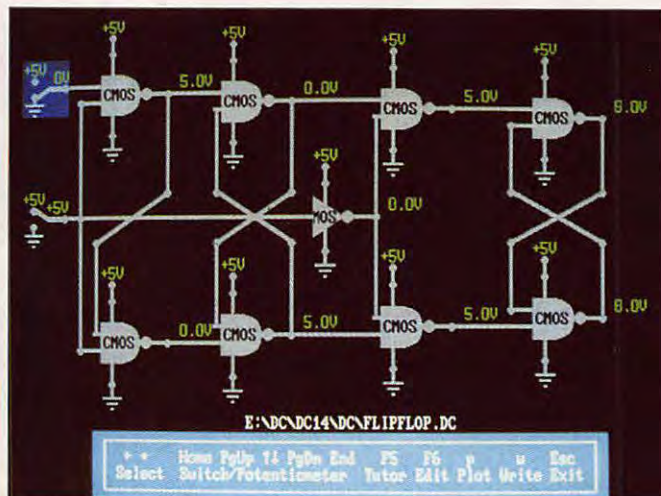 +5V +5V +5V +5V
+5V 0V 5.0V 0.0V 5.0V 0.0V
CMOS CMOS CMOS CMOS
+5V
+5V +5V MOS 0.0V
+5V +5V +5V +5V
0.0V 5.0V 5.0V 0.0V
CMOS CMOS CMOS CMOS
E:\DC\DC14\DC\FLIPFLOP.DC
Home PgUp ↑↓ PgDn End F5 F6 p w Esc
Select Switch/Potentiometer Tutor Edit Plot Write Exit